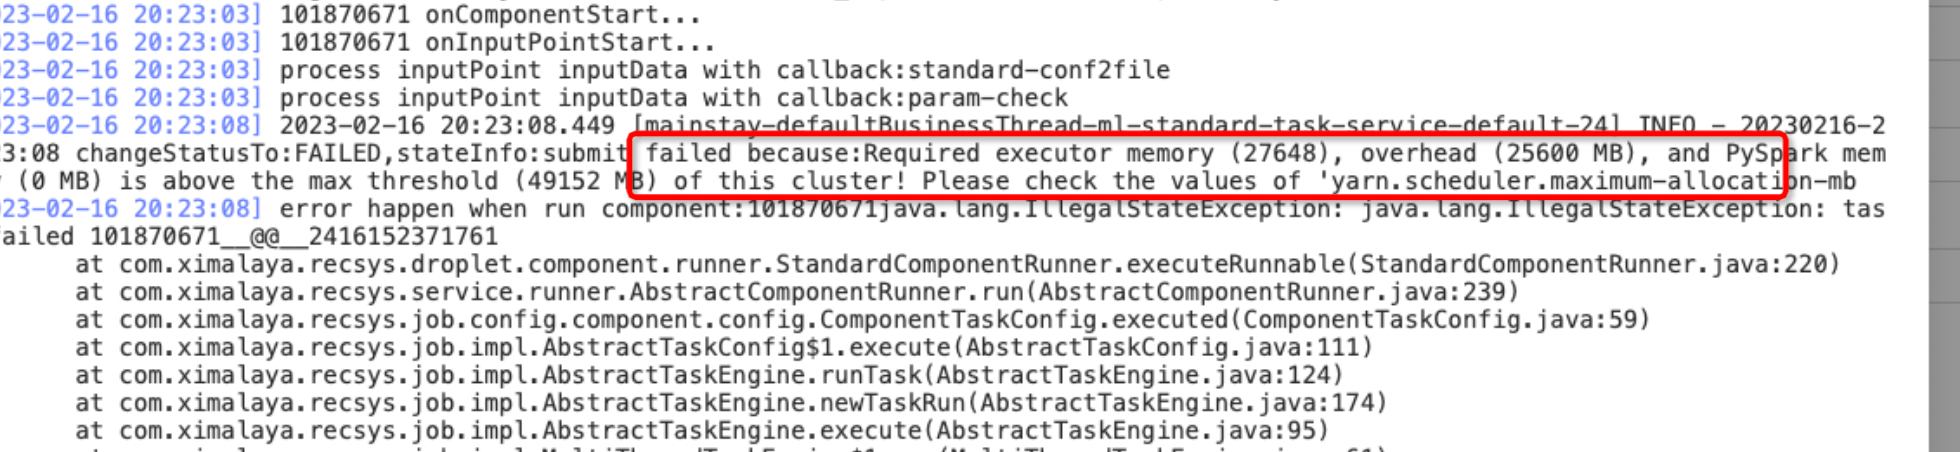 23-02-16 20:23:03] 101870671 onComponentStart...
23-02-16 20:23:03] 101870671 onInputPointStart...
23-02-16 20:23:03] process inputPoint inputData with callback:standard-conf2file
23-02-16 20:23:03] process inputPoint inputData with callback:param-check
23-02-16 20:23:08] 2023-02-16 20:23:08.449 [mainstay-defaultBusinessThread-ml-standard-task-service-default-24] INFO - 20230216-2
3:08 changeStatusTo:FAILED,stateInfo:submit failed because:Required executor memory (27648), overhead (25600 MB), and PySpark mem
(0 MB) is above the max threshold (49152 MB) of this cluster! Please check the values of 'yarn.scheduler.maximum-allocation-mb
23-02-16 20:23:08] error happen when run component:101870671java.lang.IllegalStateException: java.lang.IllegalStateException: tas
failed 101870671__@@__2416152371761
at com.ximalaya.recsys.droplet.component.runner.StandardComponentRunner.executeRunnable(StandardComponentRunner.java:220)
at com.ximalaya.recsys.service.runner.AbstractComponentRunner.run(AbstractComponentRunner.java:239)
at com.ximalaya.recsys.job.config.component.config.ComponentTaskConfig.executed(ComponentTaskConfig.java:59)
at com.ximalaya.recsys.job.impl.AbstractTaskConfig$1.execute(AbstractTaskConfig.java:111)
at com.ximalaya.recsys.job.impl.AbstractTaskEngine.runTask(AbstractTaskEngine.java:124)
at com.ximalaya.recsys.job.impl.AbstractTaskEngine.newTaskRun(AbstractTaskEngine.java:174)
at com.ximalaya.recsys.job.impl.AbstractTaskEngine.execute(AbstractTaskEngine.java:95)